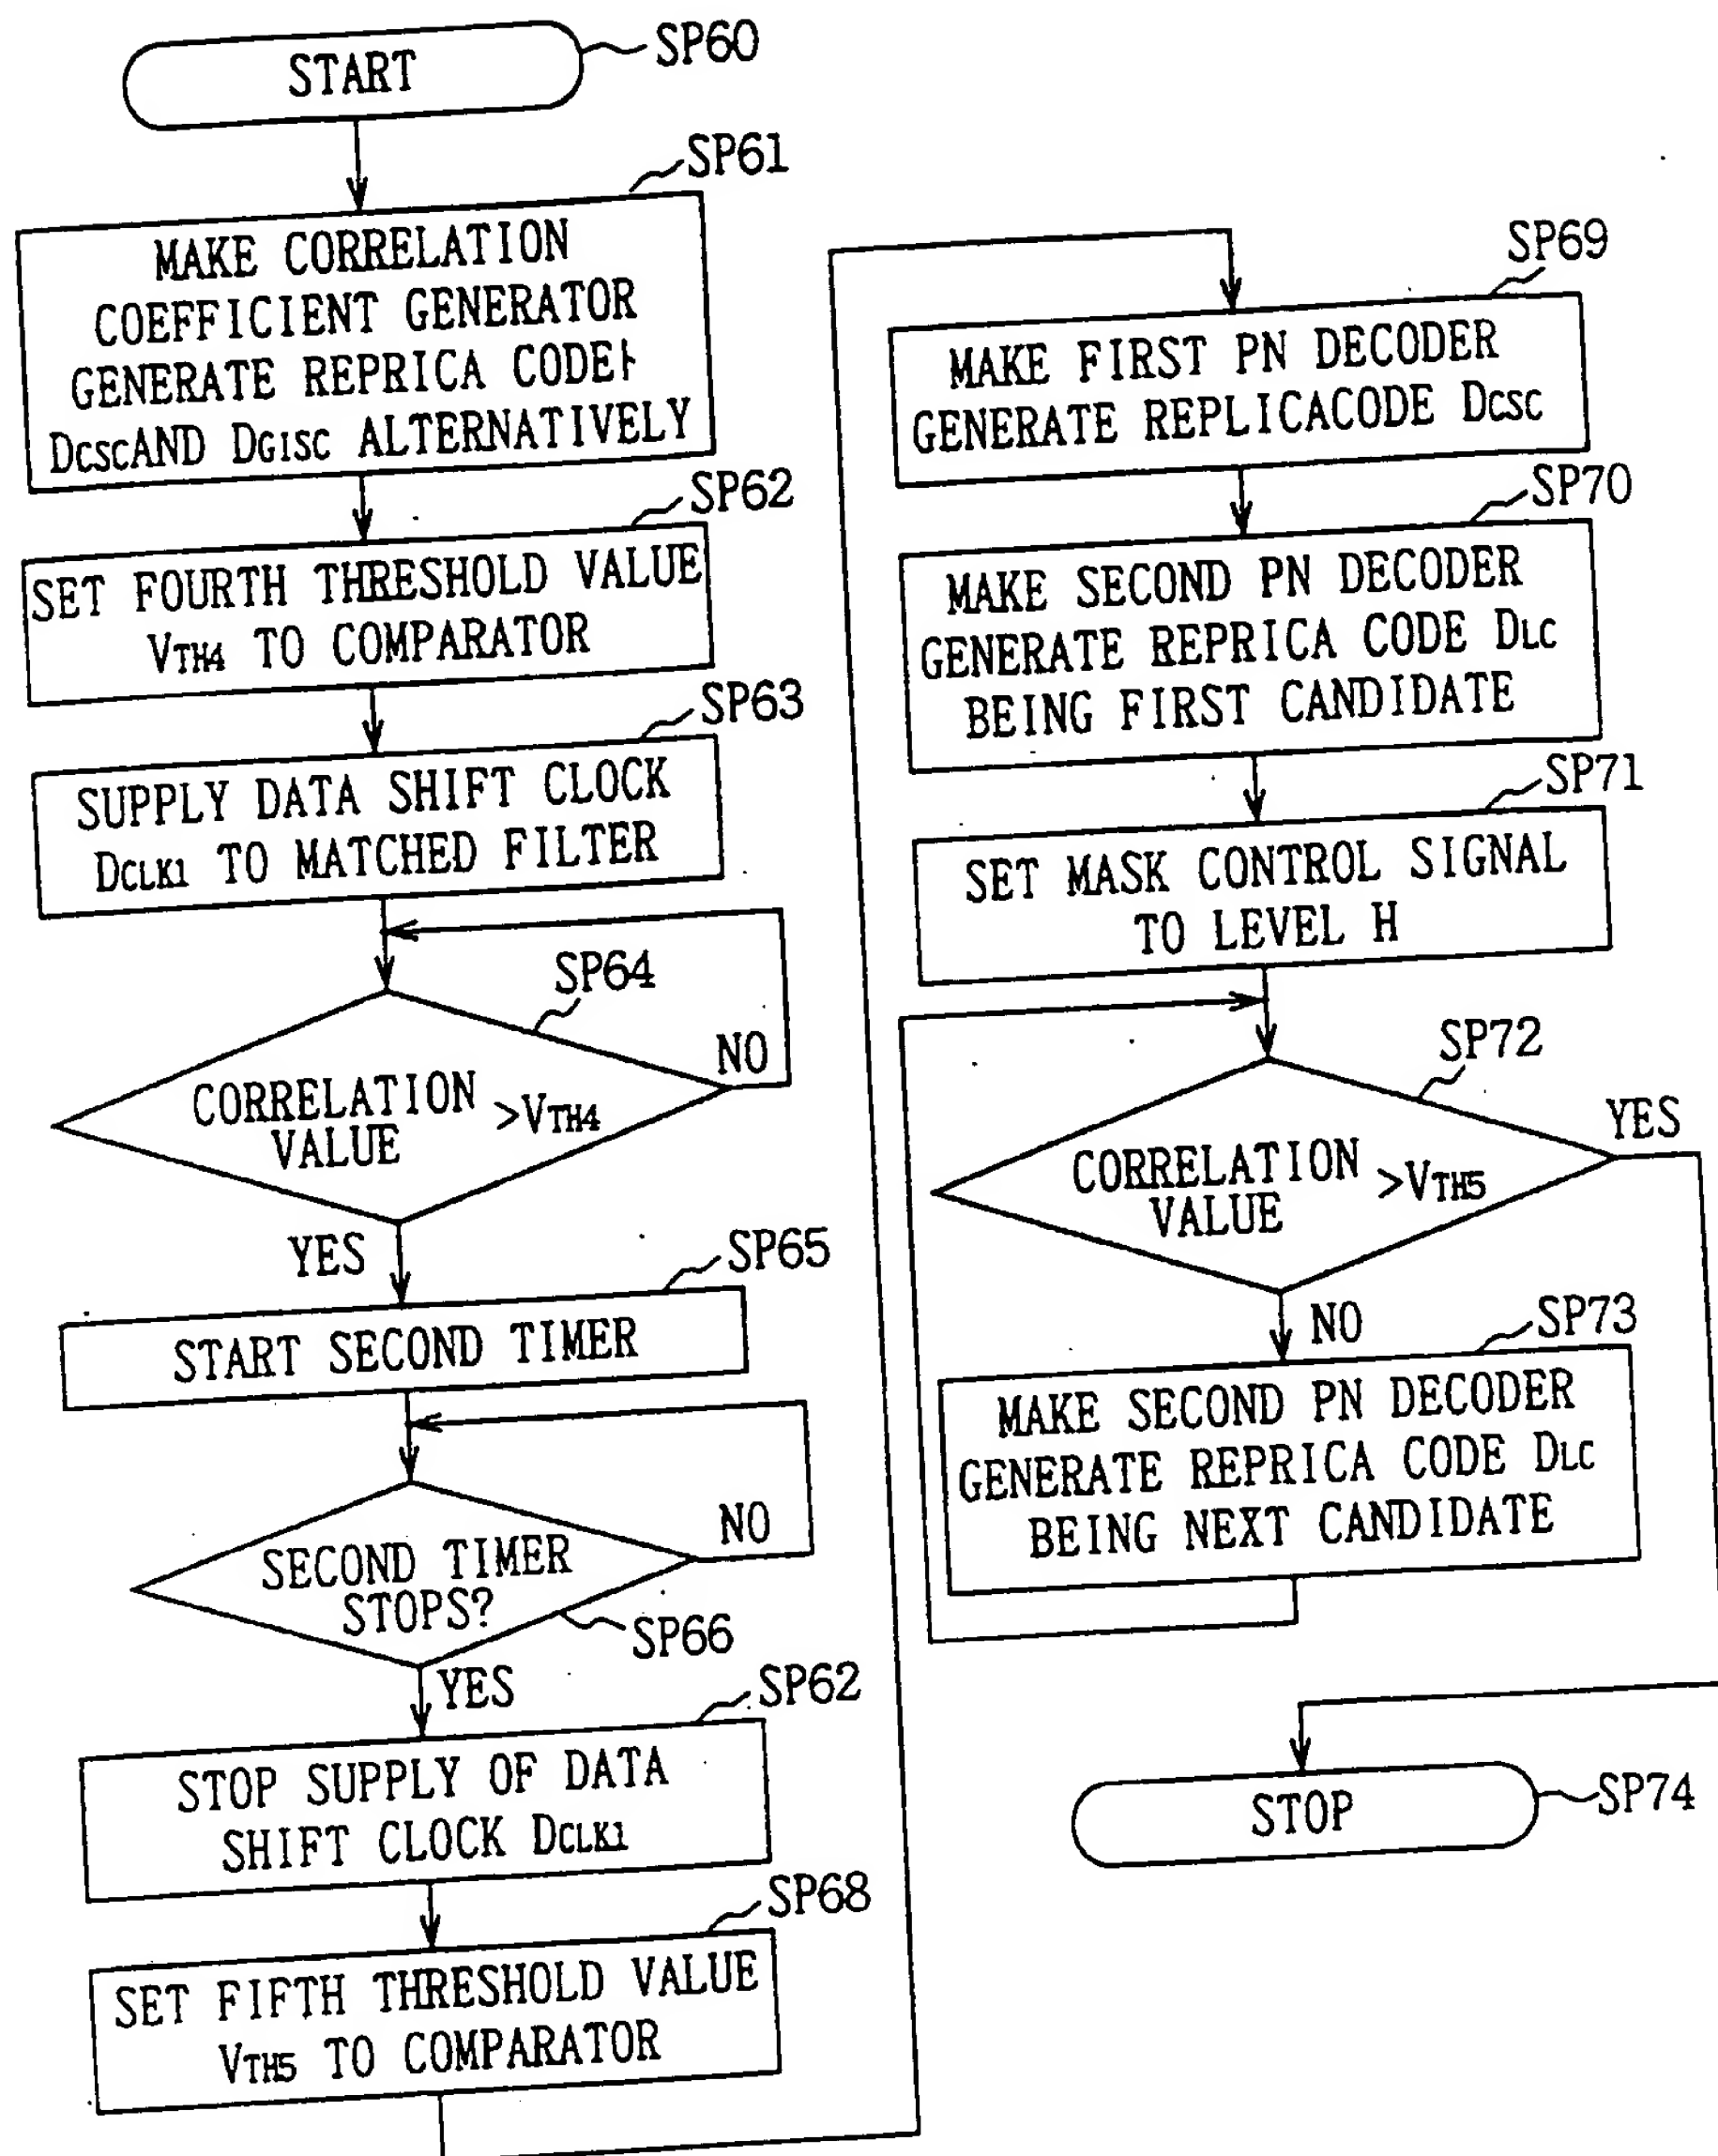 START
SP60
SP61
MAKE CORRELATION
COEFFICIENT GENERATOR
GENERATE REPRICA CODE
DCSC AND DGISC ALTERNATIVELY
SP62
SET FOURTH THRESHOLD VALUE
VTH4 TO COMPARATOR
SP63
SUPPLY DATA SHIFT CLOCK
DCLK1 TO MATCHED FILTER
SP64
NO
CORRELATION
VALUE >VTH4
YES
SP65
START SECOND TIMER
NO
SECOND TIMER
STOPS?
SP66
YES
SP62
STOP SUPPLY OF DATA
SHIFT CLOCK DCLK1
SP68
SET FIFTH THRESHOLD VALUE
VTH5 TO COMPARATOR
SP69
MAKE FIRST PN DECODER
GENERATE REPLICACODE DCSC
SP70
MAKE SECOND PN DECODER
GENERATE REPRICA CODE DLC
BEING FIRST CANDIDATE
SP71
SET MASK CONTROL SIGNAL
TO LEVEL H
SP72
YES
CORRELATION
VALUE >VTH5
NO
SP73
MAKE SECOND PN DECODER
GENERATE REPRICA CODE DLC
BEING NEXT CANDIDATE
STOP
SP74